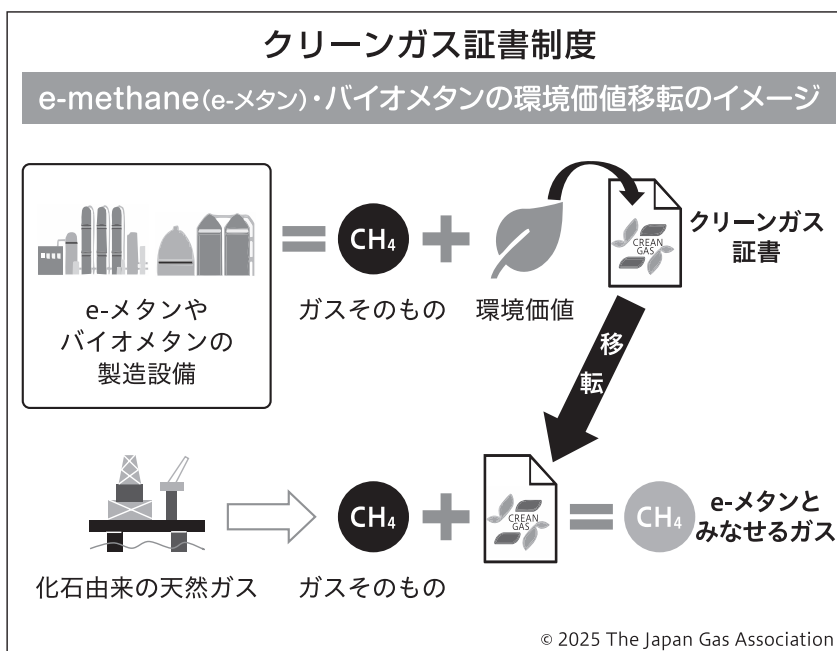 クリーンガス証書制度
e-methane(e-メタン)・バイオメタンの環境価値移転のイメージ
CH₄
CREAN
GAS
クリーンガス
証書
e-メタンや
バイオメタンの
製造設備
ガスそのもの
環境価値
移
転
CH₄
CREAN
GAS
CH₄
e-メタンと
みなせるガス
化石由来の天然ガス
ガスそのもの
© 2025 The Japan Gas Association